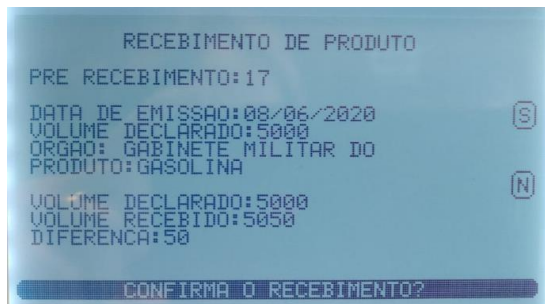 RECEBIMENTO DE PRODUTO
PRE RECEBIMENTO:17
DATA DE EMISSAO:08/06/2020
S
VOLUME DECLARADO:5000
ORGAO: GABINETE MILITAR DO
PRODUTO:GASOLINA
N
VOLUME DECLARADO:5000
VOLUME RECEBIDO:5050
DIFERENCA:50
CONFIRMA O RECEBIMENTO?